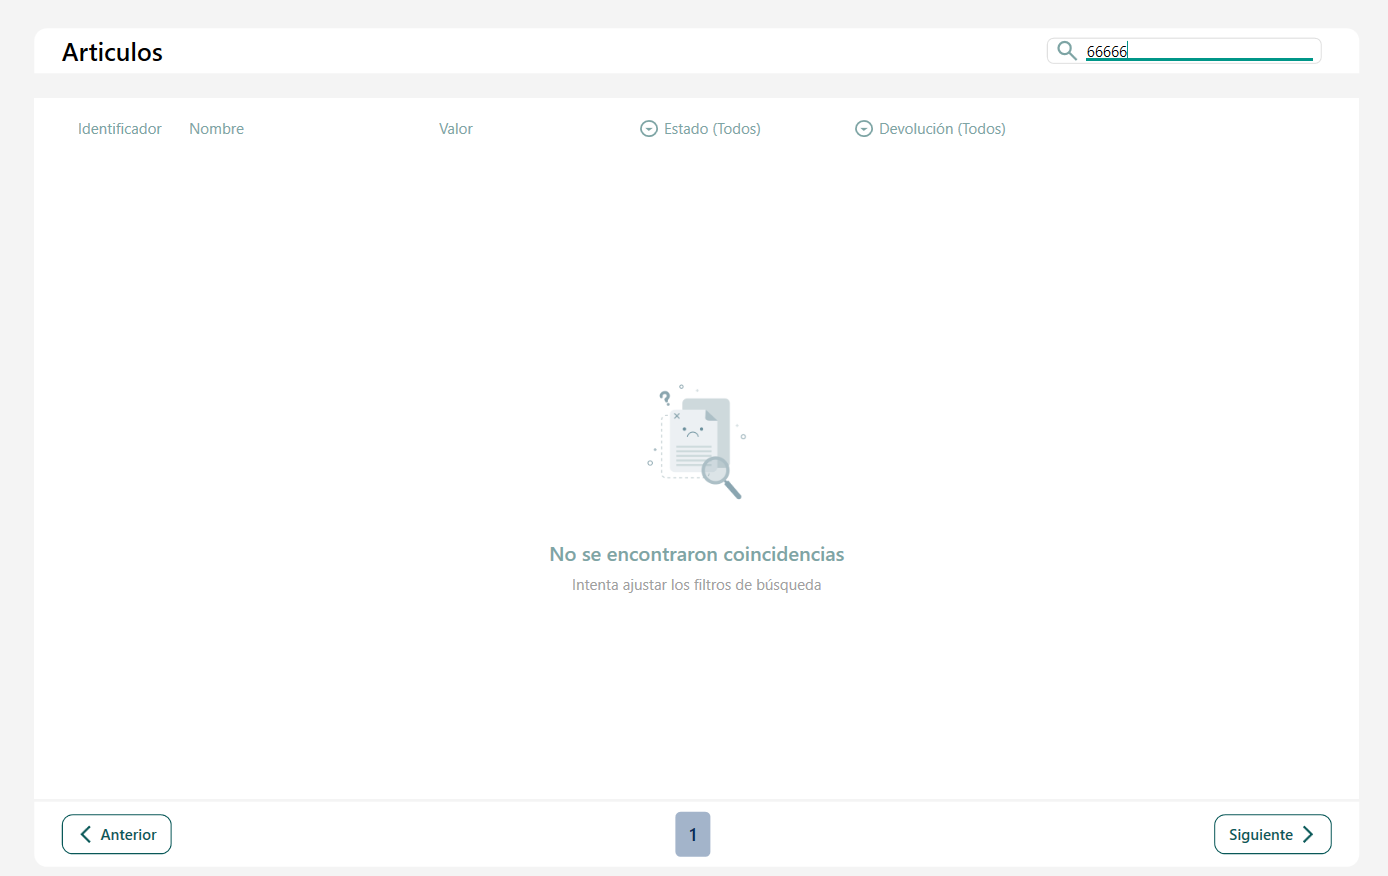 Articulos
66666
Identificador Nombre Valor Estado (Todos) Devolución (Todos)
?
No se encontraron coincidencias
Intenta ajustar los filtros de búsqueda
Anterior 1 Siguiente